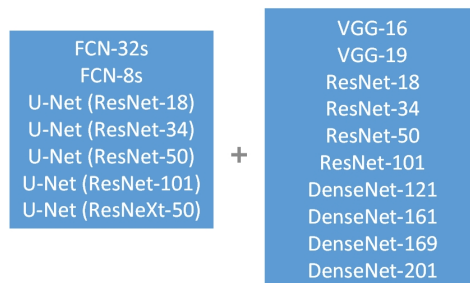 FCN-32s
FCN-8s
U-Net (ResNet-18)
U-Net (ResNet-34)
U-Net (ResNet-50)
U-Net (ResNet-101)
U-Net (ResNeXt-50)
+
VGG-16
VGG-19
ResNet-18
ResNet-34
ResNet-50
ResNet-101
DenseNet-121
DenseNet-161
DenseNet-169
DenseNet-201